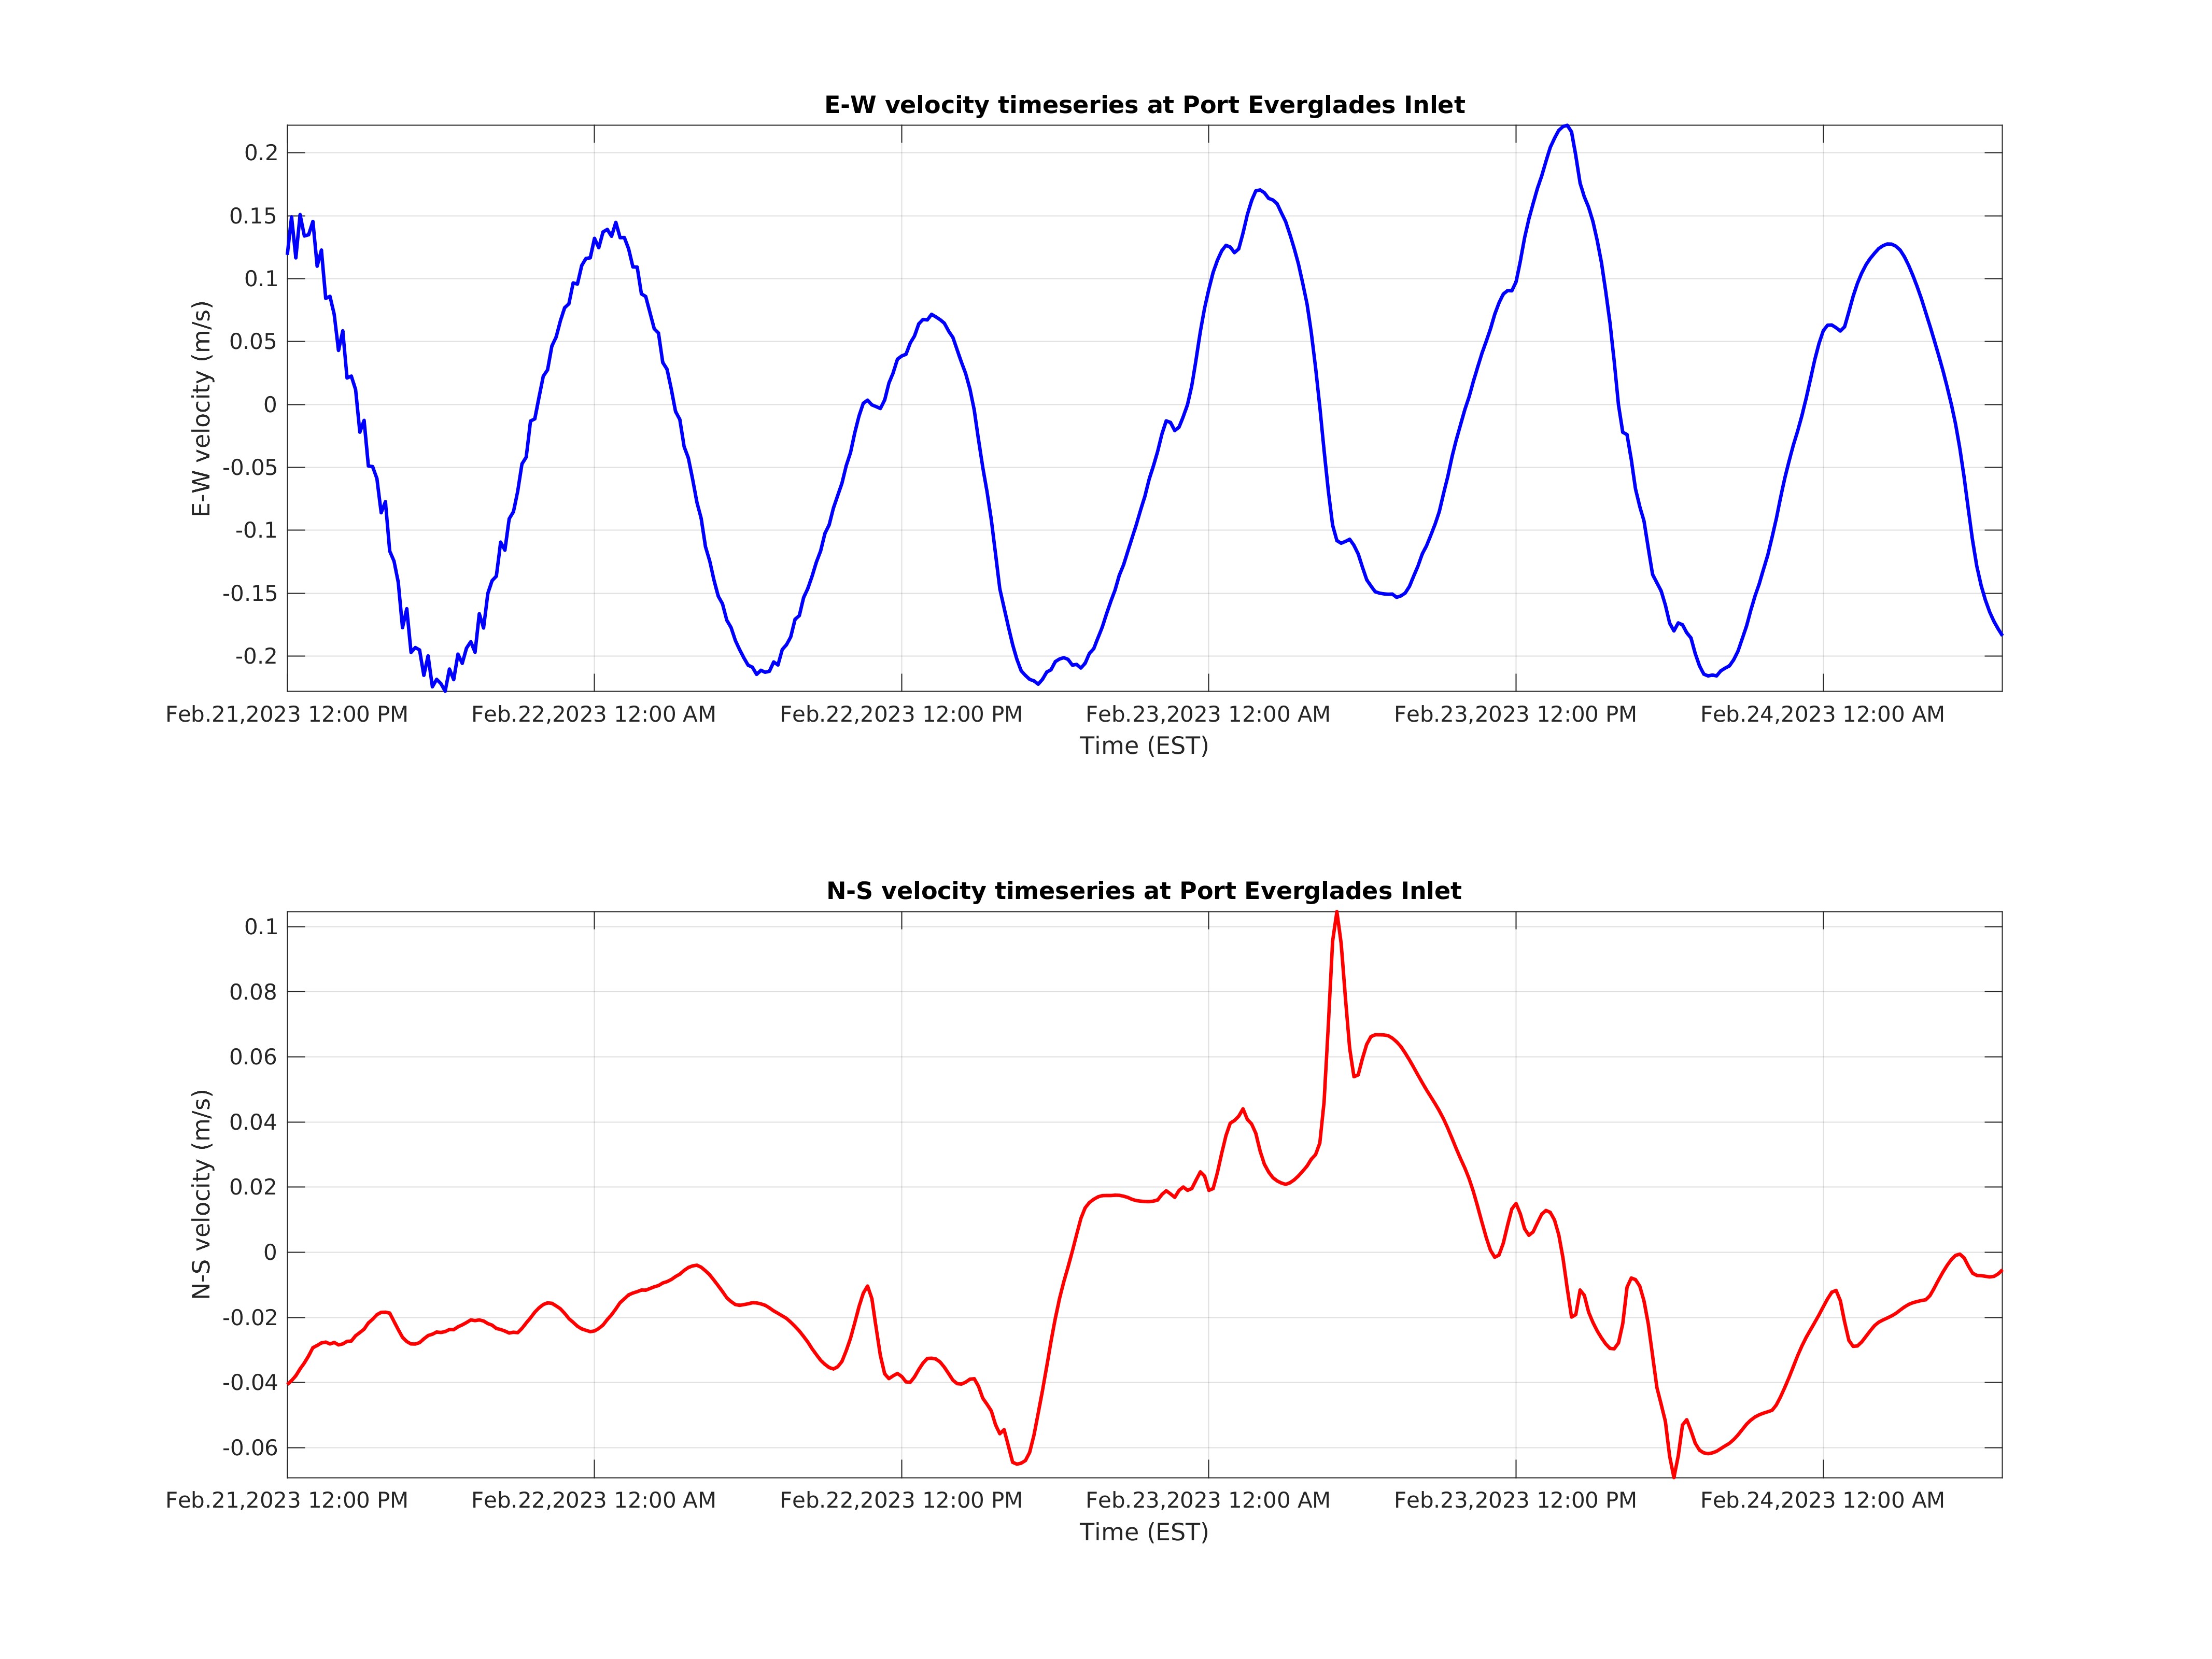 E-W velocity timeseries at Port Everglades Inlet
E-W velocity (m/s)
0.2
0.15
0.1
0.05
0
-0.05
-0.1
-0.15
-0.2
Feb.21,2023 12:00 PM
Feb.22,2023 12:00 AM
Feb.22,2023 12:00 PM
Feb.23,2023 12:00 AM
Feb.23,2023 12:00 PM
Feb.24,2023 12:00 AM
Time (EST)
N-S velocity timeseries at Port Everglades Inlet
N-S velocity (m/s)
0.1
0.08
0.06
0.04
0.02
0
-0.02
-0.04
-0.06
Feb.21,2023 12:00 PM
Feb.22,2023 12:00 AM
Feb.22,2023 12:00 PM
Feb.23,2023 12:00 AM
Feb.23,2023 12:00 PM
Feb.24,2023 12:00 AM
Time (EST)